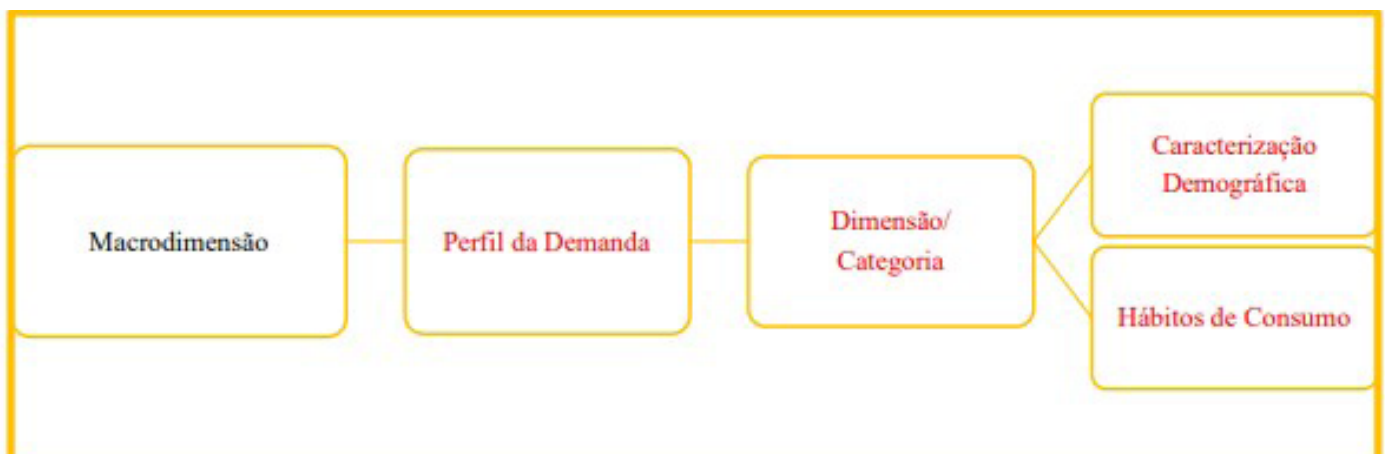 Macrodimensão
Perfil da Demanda
Dimensão/
Categoria
Caracterização
Demográfica
Hábitos de Consumo